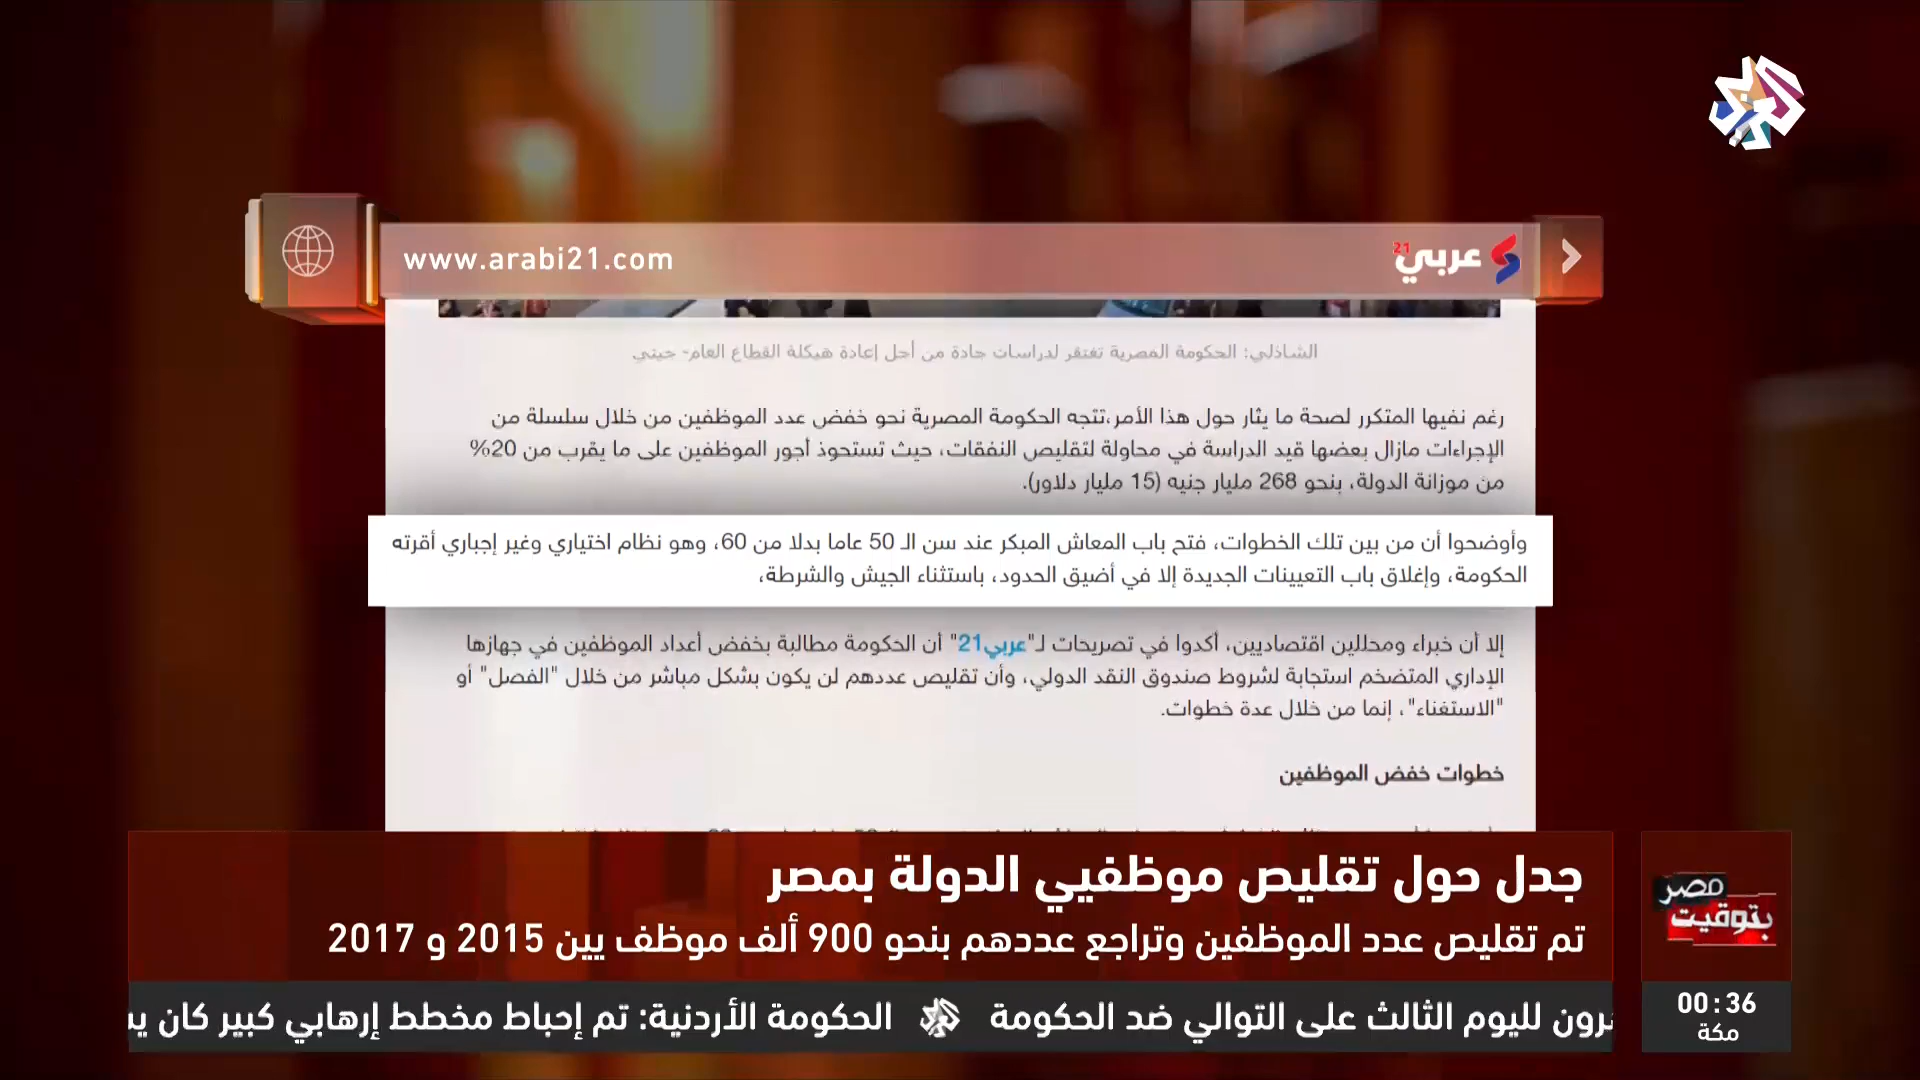 www.arabi21.com
عربي21
الشاذلي: الحكومة المصرية تفتقر لدراسات جادة من أجل إعادة هيكلة القطاع العام- جيتي
رغم نفيها المتكرر لصحة ما يثار حول هذا الأمر،تتجه الحكومة المصرية نحو خفض عدد الموظفين من خلال سلسلة من
الإجراءات مازال بعضها قيد الدراسة في محاولة لتقليص النفقات، حيث تستحوذ أجور الموظفين على ما يقرب من 20%
من موزانة الدولة، بنحو 268 مليار جنيه (15 مليار دلاور).
وأوضحوا أن من بين تلك الخطوات، فتح باب المعاش المبكر عند سن الـ 50 عاما بدلا من 60، وهو نظام اختياري وغير إجباري أقرته
الحكومة، وإغلاق باب التعيينات الجديدة إلا في أضيق الحدود، باستثناء الجيش والشرطة،
إلا أن خبراء ومحللين اقتصاديين، أكدوا في تصريحات لـ"عربي21" أن الحكومة مطالبة بخفض أعداد الموظفين في جهازها
الإداري المتضخم استجابة لشروط صندوق النقد الدولي، وأن تقليص عددهم لن يكون بشكل مباشر من خلال "الفصل" أو
"الاستغناء"، إنما من خلال عدة خطوات.
خطوات خفض الموظفين
جدل حول تقليص موظفيي الدولة بمصر
تم تقليص عدد الموظفين وتراجع عددهم بنحو 900 ألف موظف يين 2015 و 2017
مصر
بتوقيت
لليوم الثالث على التوالي ضد الحكومة
الحكومة الأردنية: تم إحباط مخطط إرهابي كبير كان
00:36
مكة